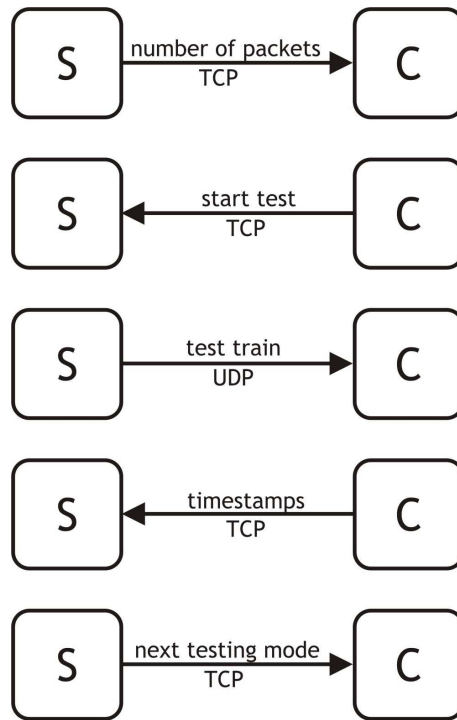 S number of packets C
TCP
S start test C
TCP
S test train C
UDP
S timestamps C
TCP
S next testing mode C
TCP